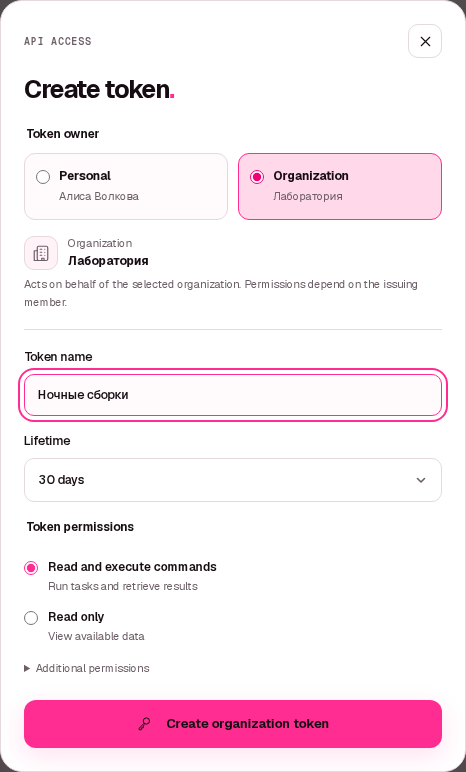 API ACCESS
Create token.
Token owner
Personal
Алиса Волкова
Organization
Лаборатория
Organization
Лаборатория
Acts on behalf of the selected organization. Permissions depend on the issuing
member.
Token name
Ночные сборки
Lifetime
30 days
Token permissions
Read and execute commands
Run tasks and retrieve results
Read only
View available data
Additional permissions
Create organization token